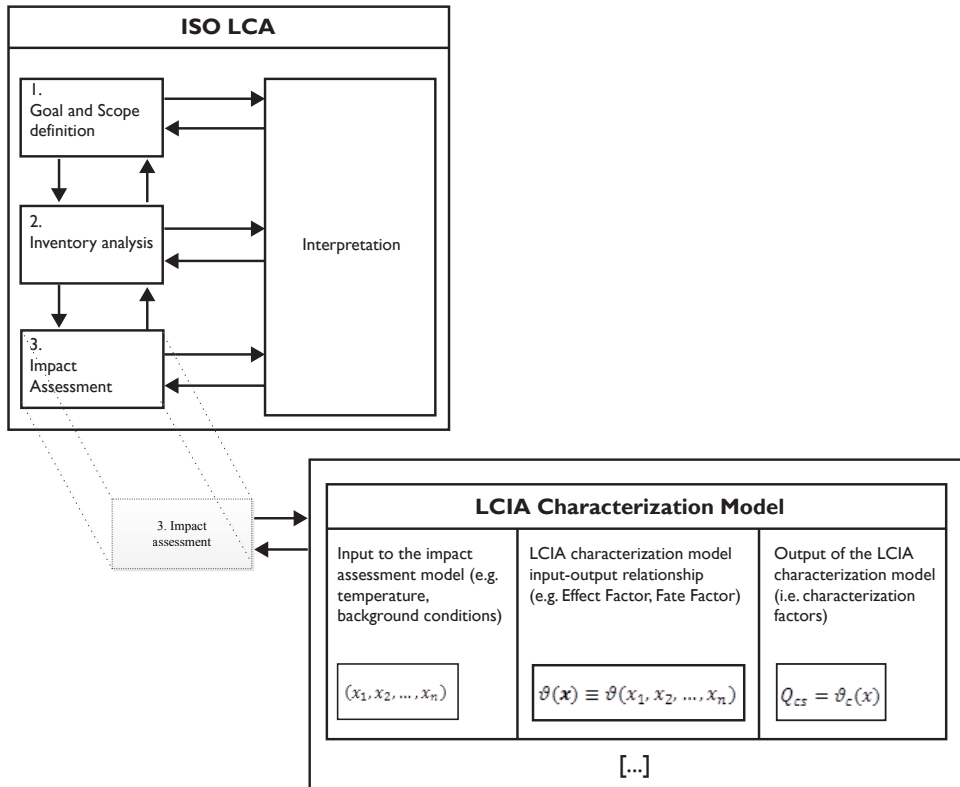 ISO LCA
1.
Goal and Scope
definition
2.
Inventory analysis
3.
Impact
Assessment
Interpretation
3. Impact
assessment
LCIA Characterization Model
Input to the impact
assessment model (e.g.
temperature,
background conditions)
(x₁, x₂, ..., xₙ)
LCIA characterization model
input-output relationship
(e.g. Effect Factor, Fate Factor)
ϑ(x) ≡ ϑ(x₁, x₂, ..., xₙ)
Output of the LCIA
characterization model
(i.e. characterization
factors)
Q_cs = ϑ_c(x)
[...]